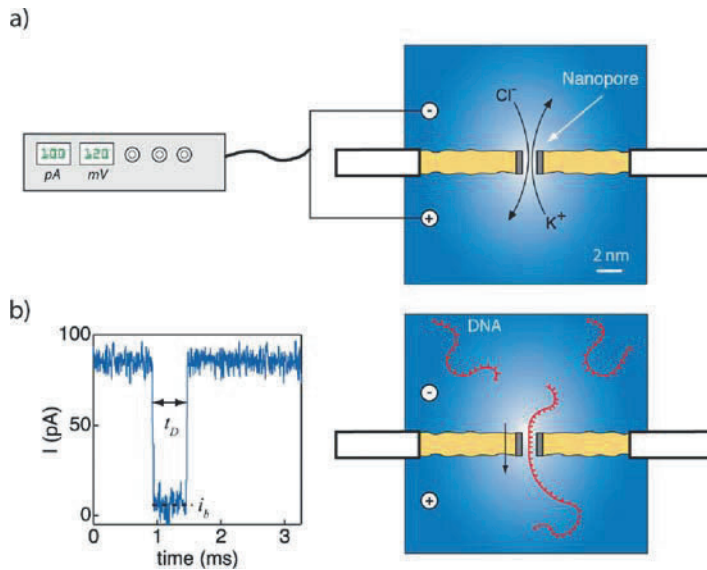 a)
Nanopore
Cl⁻
-
100 120
pA mV
+
K⁺
2 nm
b)
100
50
0
I (pA)
t_D
i_b
0 1 2 3
time (ms)
DNA
-
+